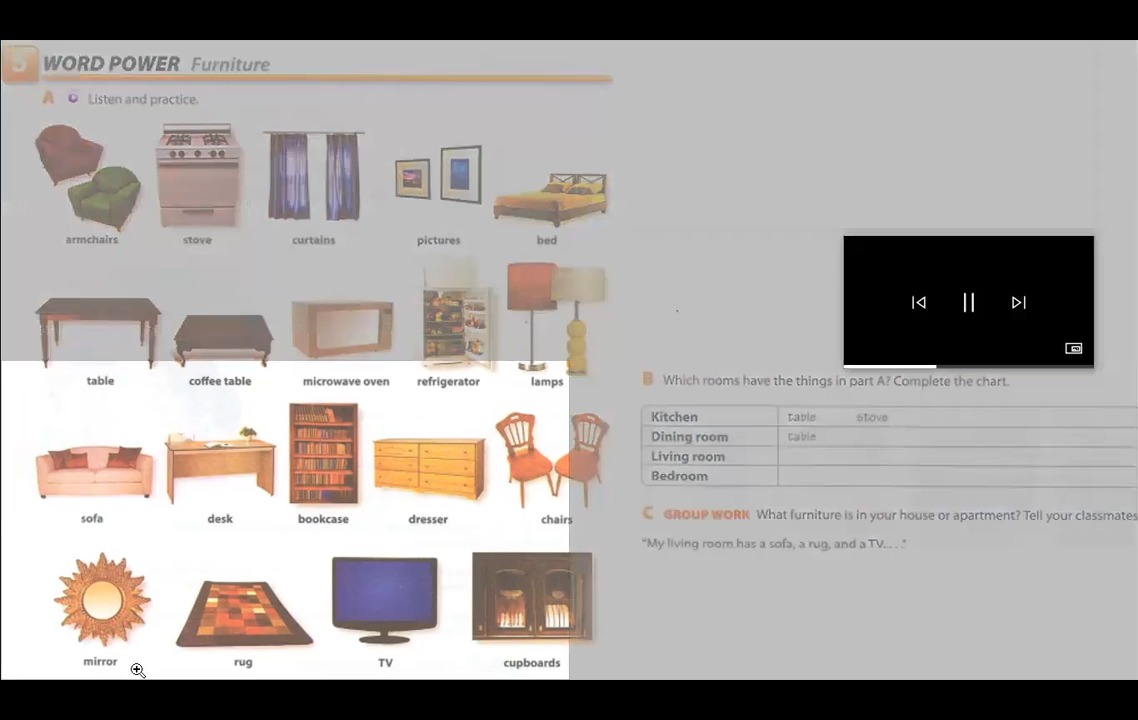 5 WORD POWER Furniture
A Listen and practice.
armchairs stove curtains pictures bed
table coffee table microwave oven refrigerator lamps
sofa desk bookcase dresser chairs
mirror rug TV cupboards
B Which rooms have the things in part A? Complete the chart.
Kitchen table stove
Dining room table
Living room
Bedroom
C GROUP WORK What furniture is in your house or apartment? Tell your classmates
"My living room has a sofa, a rug, and a TV. . . ."